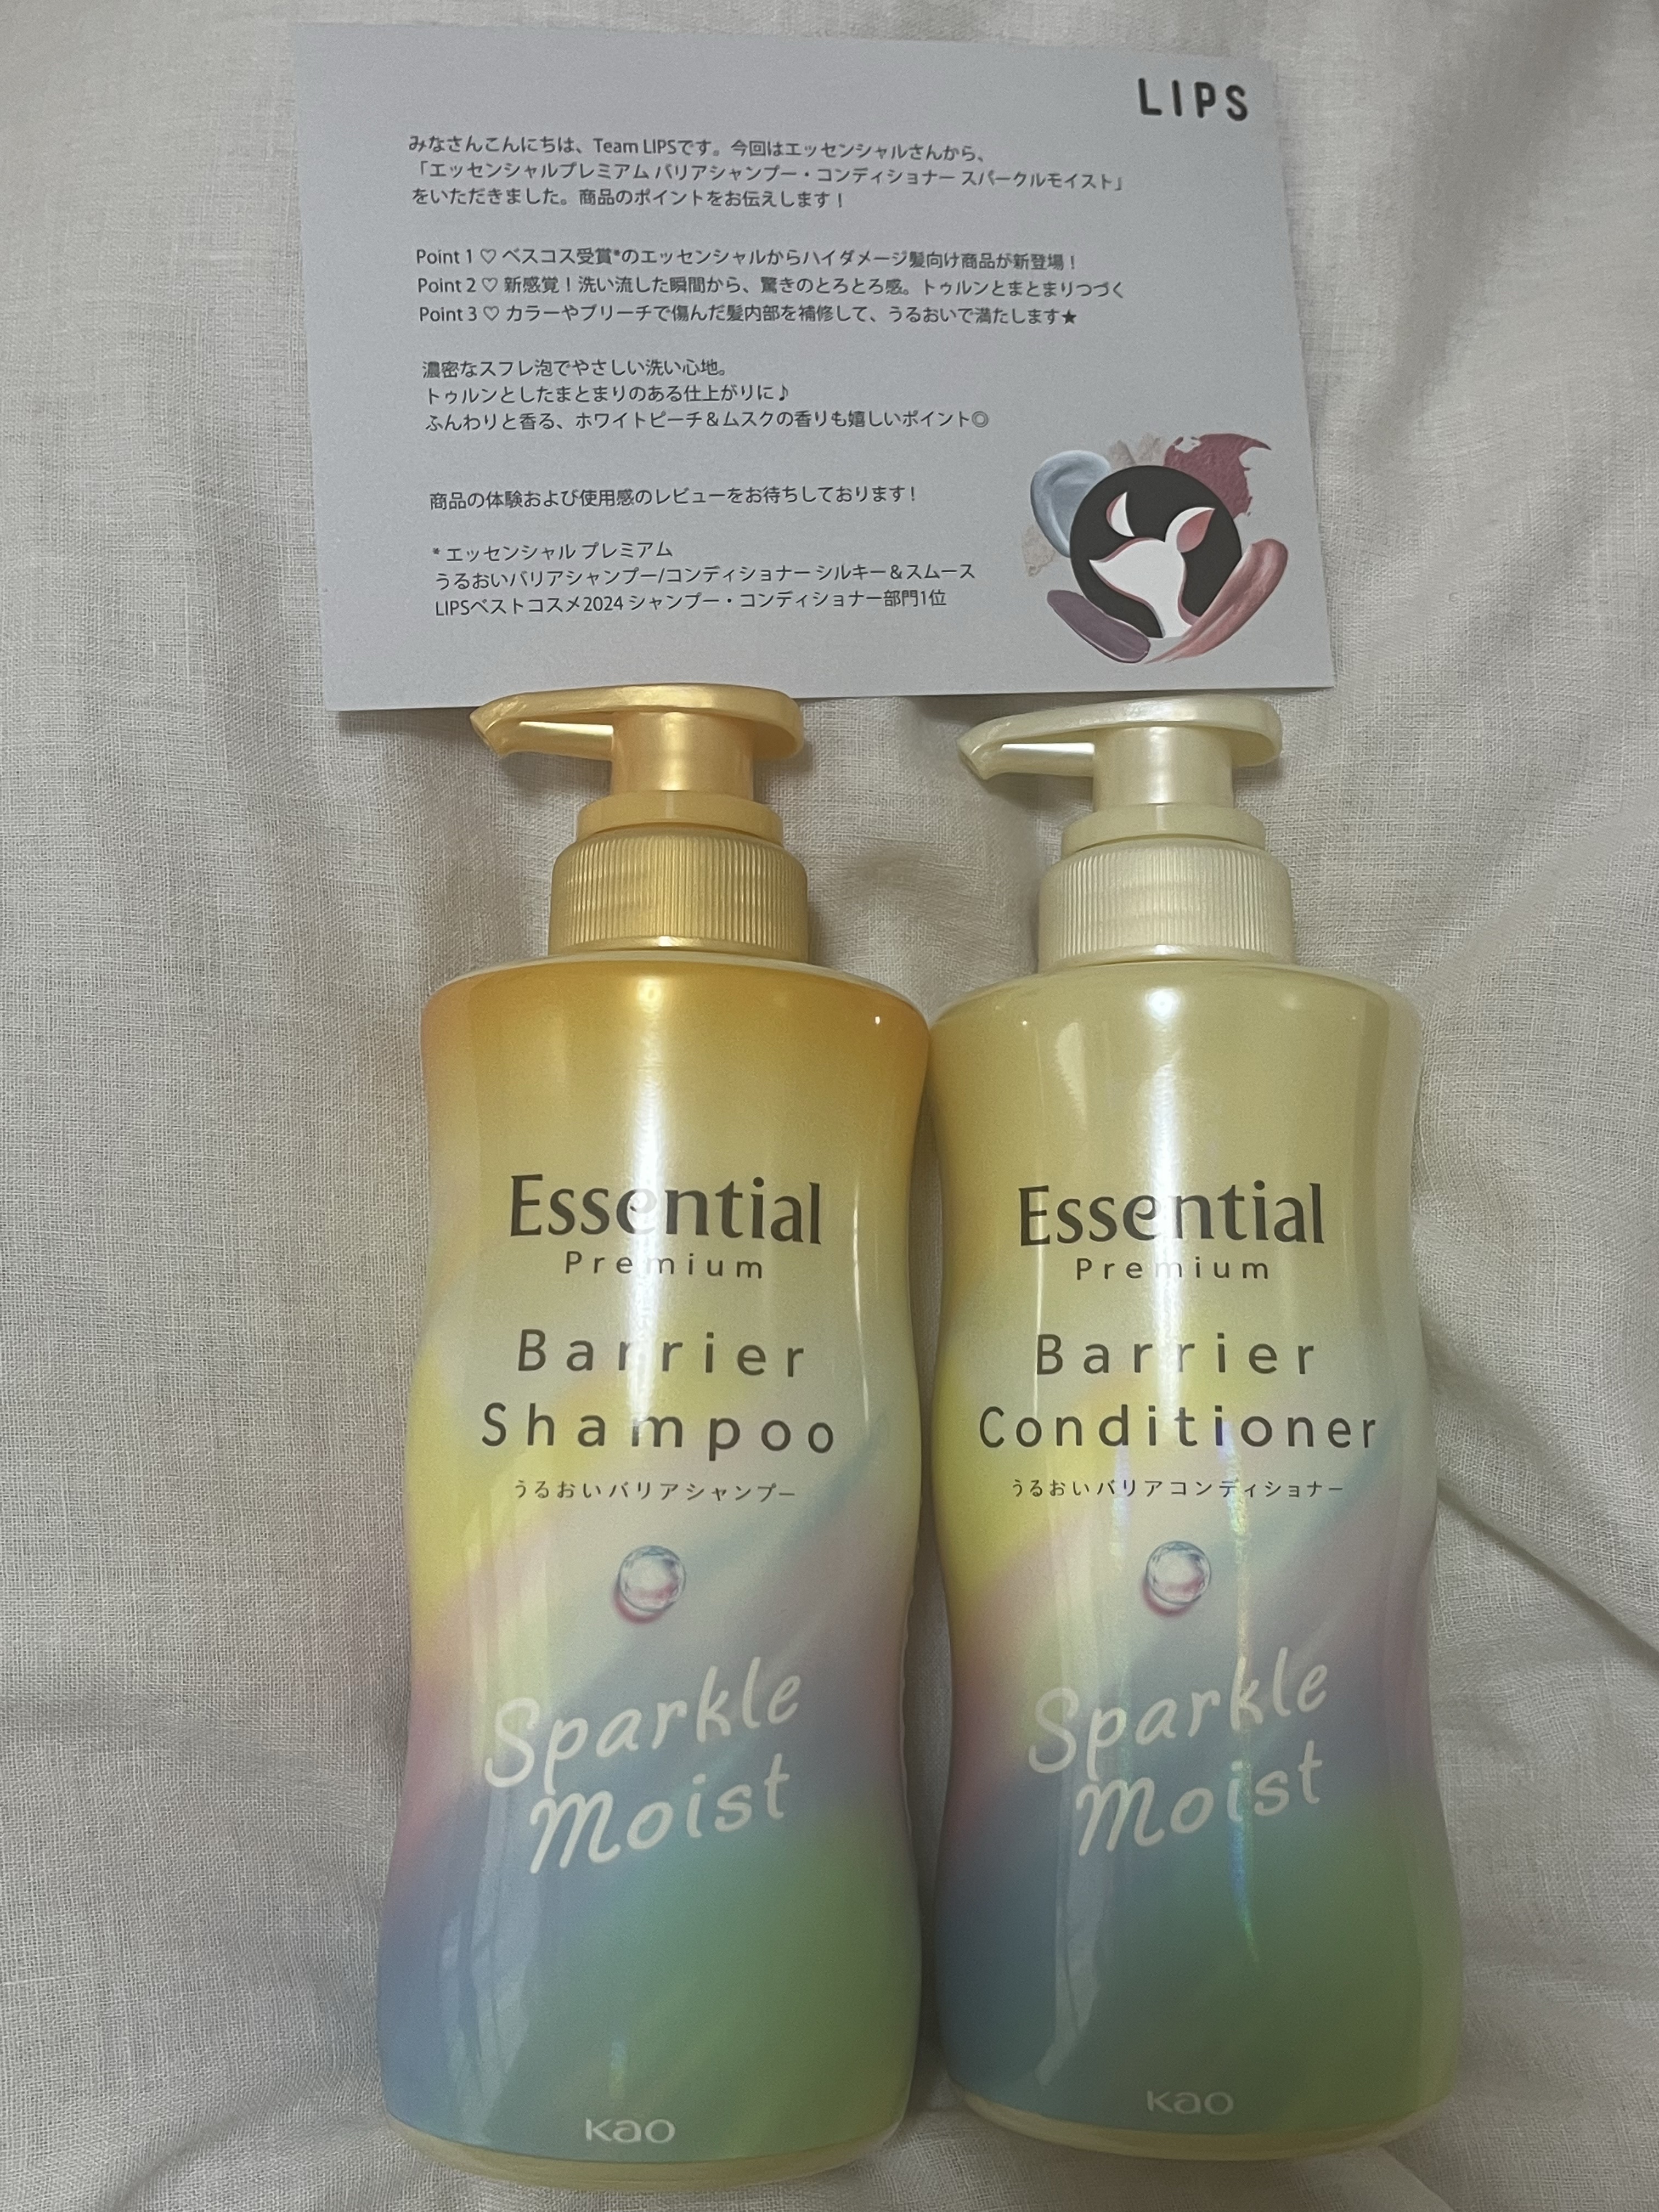 LIPS
みなさんこんにちは、Team LIPSです。今回はエッセンシャルさんから、
「エッセンシャルプレミアム バリアシャンプー・コンディショナー スパークルモイスト」
をいただきました。商品のポイントをお伝えします！
Point 1 ♡ ベスコス受賞*のエッセンシャルからハイダメージ髪向け商品が新登場！
Point 2 ♡ 新感覚！洗い流した瞬間から、驚きのとろとろ感。トゥルンとまとまりつづく
Point 3 ♡ カラーやブリーチで傷んだ髪内部を補修して、うるおいで満たします★
濃密なスフレ泡でやさしい洗い心地。
トゥルンとしたまとまりのある仕上がりに♪
ふんわりと香る、ホワイトピーチ＆ムスクの香りも嬉しいポイント◎
商品の体験および使用感のレビューをお待ちしております！
* エッセンシャル プレミアム
うるおいバリアシャンプー/コンディショナー シルキー＆スムース
LIPSベストコスメ2024 シャンプー・コンディショナー部門1位
Essential
Premium
Barrier
Shampoo
うるおいバリアシャンプー
Sparkle
Moist
Kao
Essential
Premium
Barrier
Conditioner
うるおいバリアコンディショナー
Sparkle
Moist
Kao